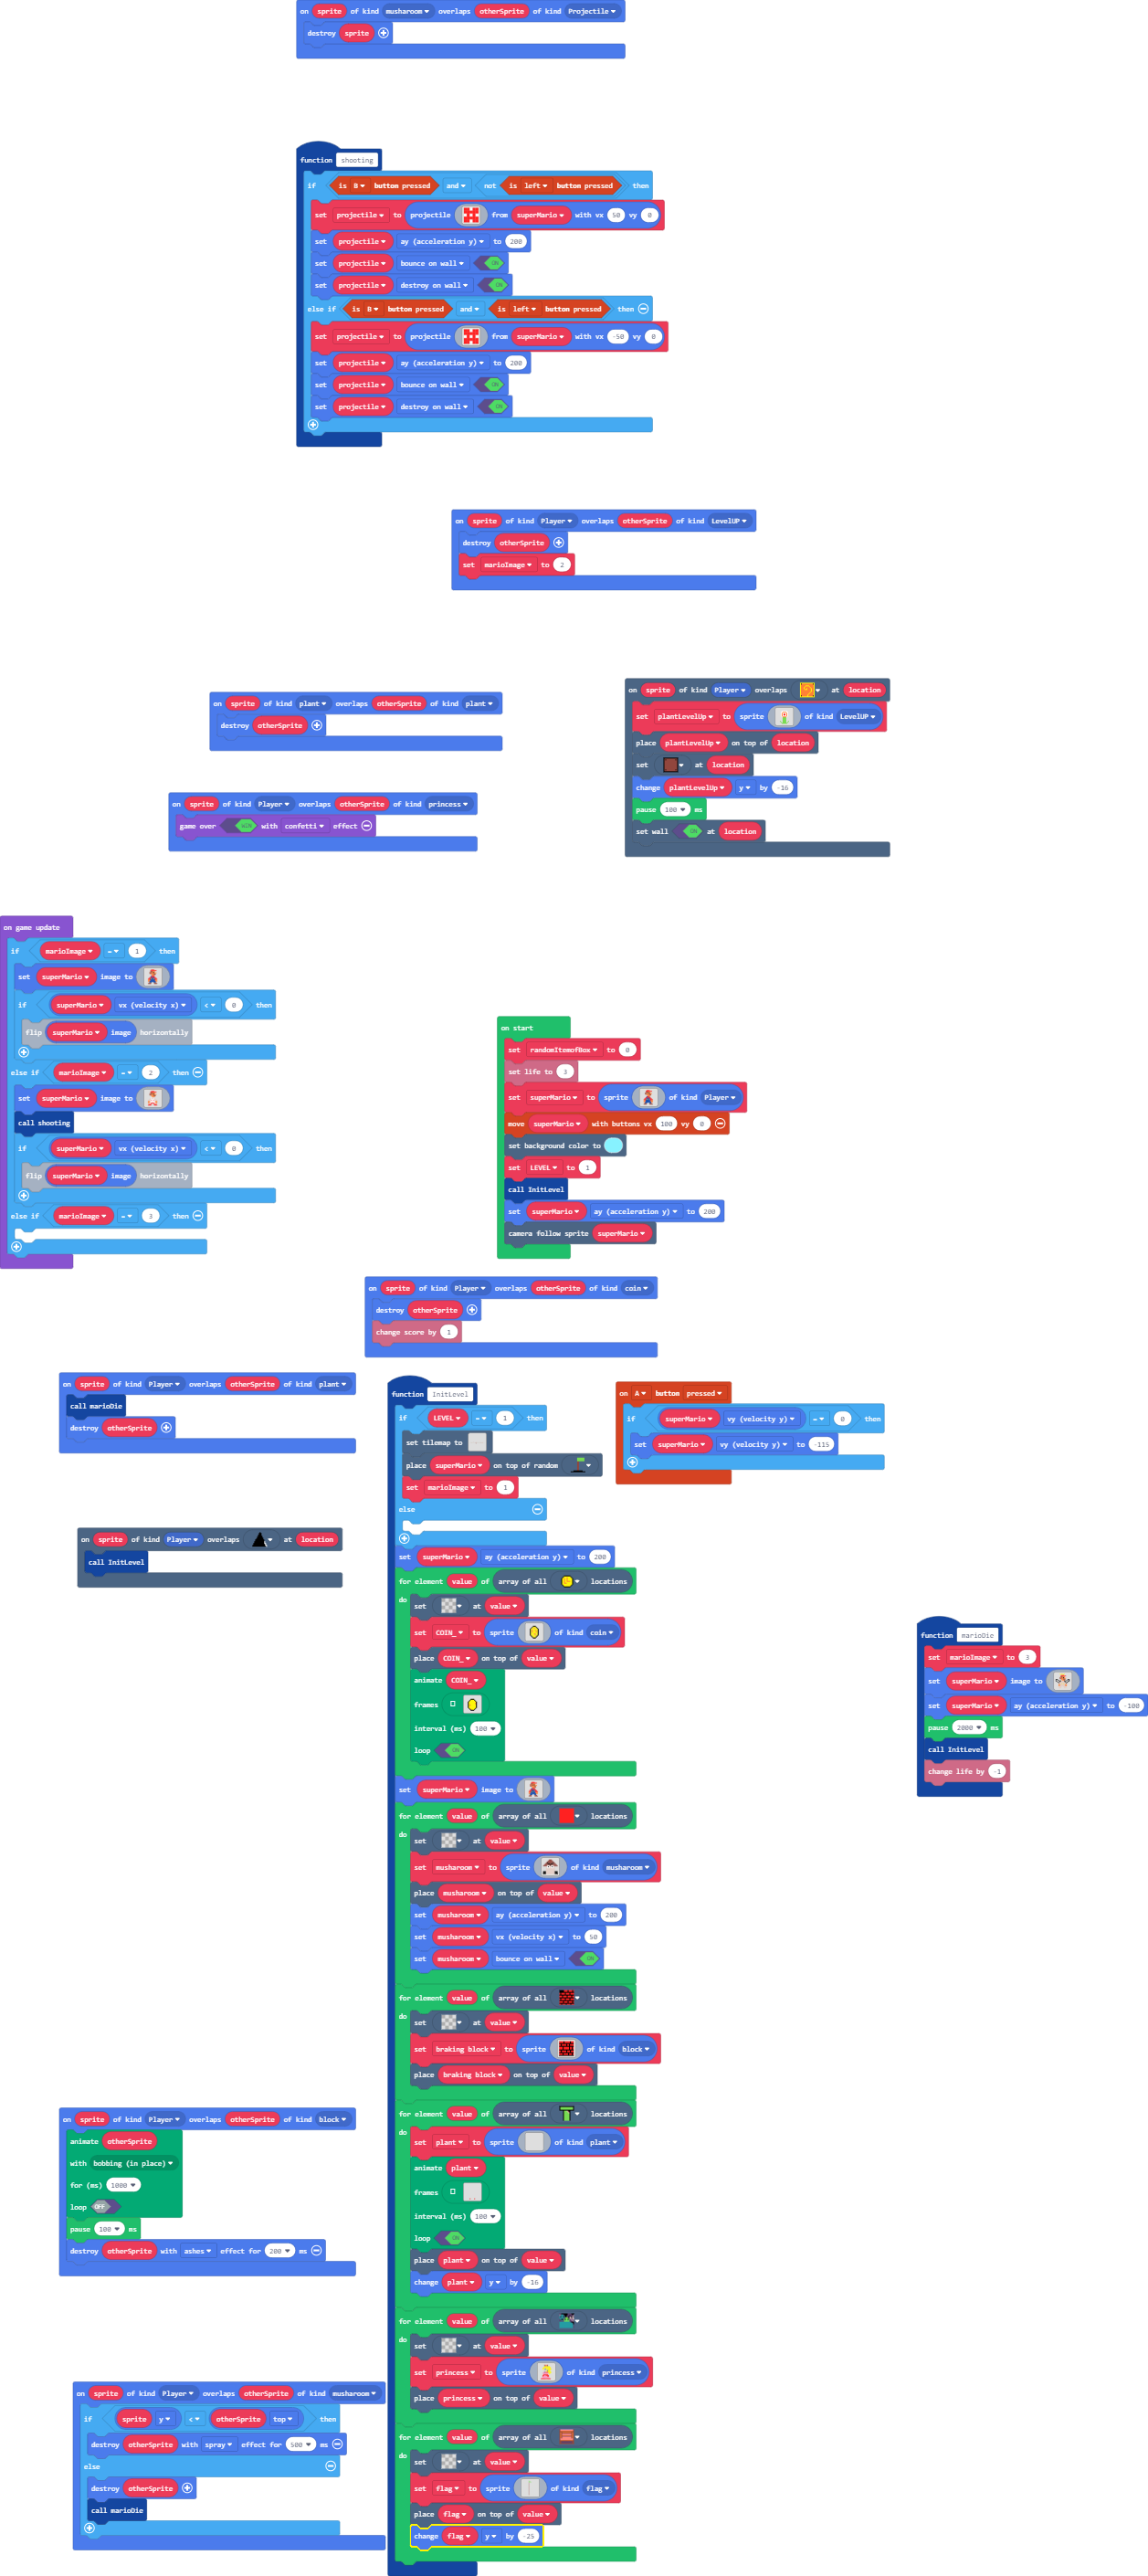 on sprite of kind musharoom overlaps otherSprite of kind Projectile
destroy sprite
function shooting
if is B button pressed and not is left button pressed then
set projectile to projectile from superMario with vx 50 vy 0
set projectile ay (acceleration y) to 200
set projectile bounce on wall ON
set projectile destroy on wall ON
else if is B button pressed and is left button pressed then
set projectile to projectile from superMario with vx -50 vy 0
set projectile ay (acceleration y) to 200
set projectile bounce on wall ON
set projectile destroy on wall ON
on sprite of kind Player overlaps otherSprite of kind LevelUP
destroy otherSprite
set marioImage to 2
on sprite of kind plant overlaps otherSprite of kind plant
destroy otherSprite
on sprite of kind Player overlaps at location
set plantLevelUp to sprite of kind LevelUP
place plantLevelUp on top of location
set at location
change plantLevelUp y by -16
pause 100 ms
set wall ON at location
on sprite of kind Player overlaps otherSprite of kind princess
game over WIN with confetti effect
on game update
if marioImage = 1 then
set superMario image to
if superMario vx (velocity x) < 0 then
flip superMario image horizontally
else if marioImage = 2 then
set superMario image to
call shooting
if superMario vx (velocity x) < 0 then
flip superMario image horizontally
else if marioImage = 3 then
on start
set randomItemofBox to 0
set life to 3
set superMario to sprite of kind Player
move superMario with buttons vx 100 vy 0
set background color to
set LEVEL to 1
call InitLevel
set superMario ay (acceleration y) to 200
camera follow sprite superMario
on sprite of kind Player overlaps otherSprite of kind coin
destroy otherSprite
change score by 1
on sprite of kind Player overlaps otherSprite of kind plant
call marioDie
destroy otherSprite
on sprite of kind Player overlaps at location
call InitLevel
on A button pressed
if superMario vy (velocity y) = 0 then
set superMario vy (velocity y) to -115
function InitLevel
if LEVEL = 1 then
set tilemap to
place superMario on top of random
set marioImage to 1
else
set superMario ay (acceleration y) to 200
for element value of array of all locations
do
set at value
set COIN_ to sprite of kind coin
place COIN_ on top of value
animate COIN_
frames
interval (ms) 100
loop ON
set superMario image to
for element value of array of all locations
do
set at value
set musharoom to sprite of kind musharoom
place musharoom on top of value
set musharoom ay (acceleration y) to 200
set musharoom vx (velocity x) to 50
set musharoom bounce on wall ON
for element value of array of all locations
do
set at value
set braking block to sprite of kind block
place braking block on top of value
for element value of array of all locations
do
set plant to sprite of kind plant
animate plant
frames
interval (ms) 100
loop ON
place plant on top of value
change plant y by -16
for element value of array of all locations
do
set at value
set princess to sprite of kind princess
place princess on top of value
for element value of array of all locations
do
set at value
set flag to sprite of kind flag
place flag on top of value
change flag y by -25
function marioDie
set marioImage to 3
set superMario image to
set superMario ay (acceleration y) to -100
pause 2000 ms
call InitLevel
change life by -1
on sprite of kind Player overlaps otherSprite of kind block
animate otherSprite
with bobbing (in place)
for (ms) 1000
loop OFF
pause 100 ms
destroy otherSprite with ashes effect for 200 ms
on sprite of kind Player overlaps otherSprite of kind musharoom
if sprite y < otherSprite top then
destroy otherSprite with spray effect for 500 ms
else
destroy otherSprite
call marioDie